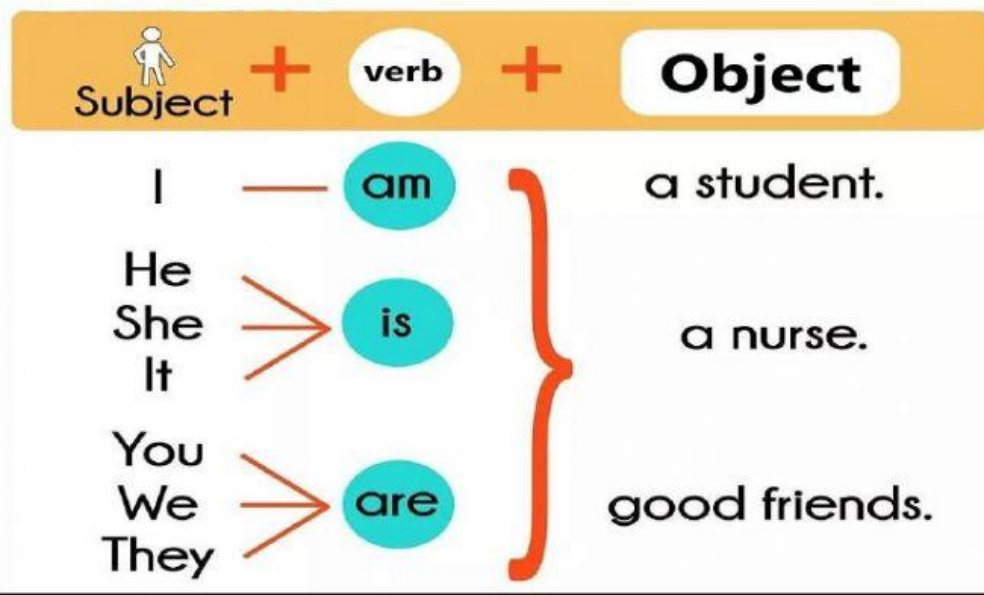 Subject + verb + Object
I am a student.
He
She is a nurse.
It
You
We are good friends.
They